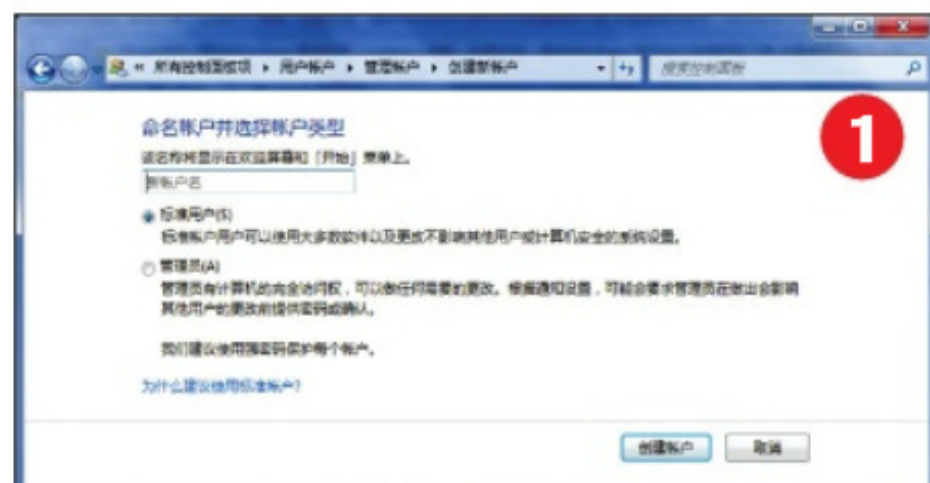 « 所有控制面板项 ▸ 用户帐户 ▸ 管理帐户 ▸ 创建新帐户
搜索控制面板
1
命名帐户并选择帐户类型
该名称将显示在欢迎屏幕和「开始」菜单上。
新帐户名
标准用户(S)
标准帐户用户可以使用大多数软件以及更改不影响其他用户或计算机安全的系统设置。
管理员(A)
管理员有计算机的完全访问权，可以做任何需要的更改。根据通知设置，可能会要求管理员在做出会影响
其他用户的更改前提供密码或确认。
我们建议使用强密码保护每个帐户。
为什么建议使用标准帐户?
创建帐户
取消